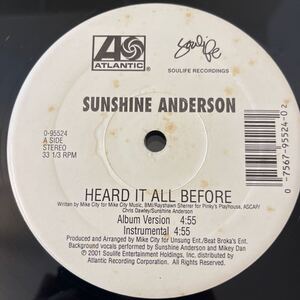 ATLANTIC
Soulife
SOULIFE RECORDINGS
SUNSHINE ANDERSON
0-95524
A SIDE
STEREO
33 1/3 RPM
0 7567-95524-0 2
HEARD IT ALL BEFORE
Written by Mike City for Mike City Music, BMI/Rayshawn Sherrer for Pinky's Playhouse, ASCAP/
Chris Dawley/Sunshine Anderson
Album Version 4:55
Instrumental 4:55
Produced and Arranged by Mike City for Unsung Ent./Beat Broka's Ent.
Background vocals performed by Sunshine Anderson and Mikey Dan
℗ © 2001 Soulife Entertainment Holdings, Inc., dist. by
Atlantic Recording Corporation. All rights reserved.